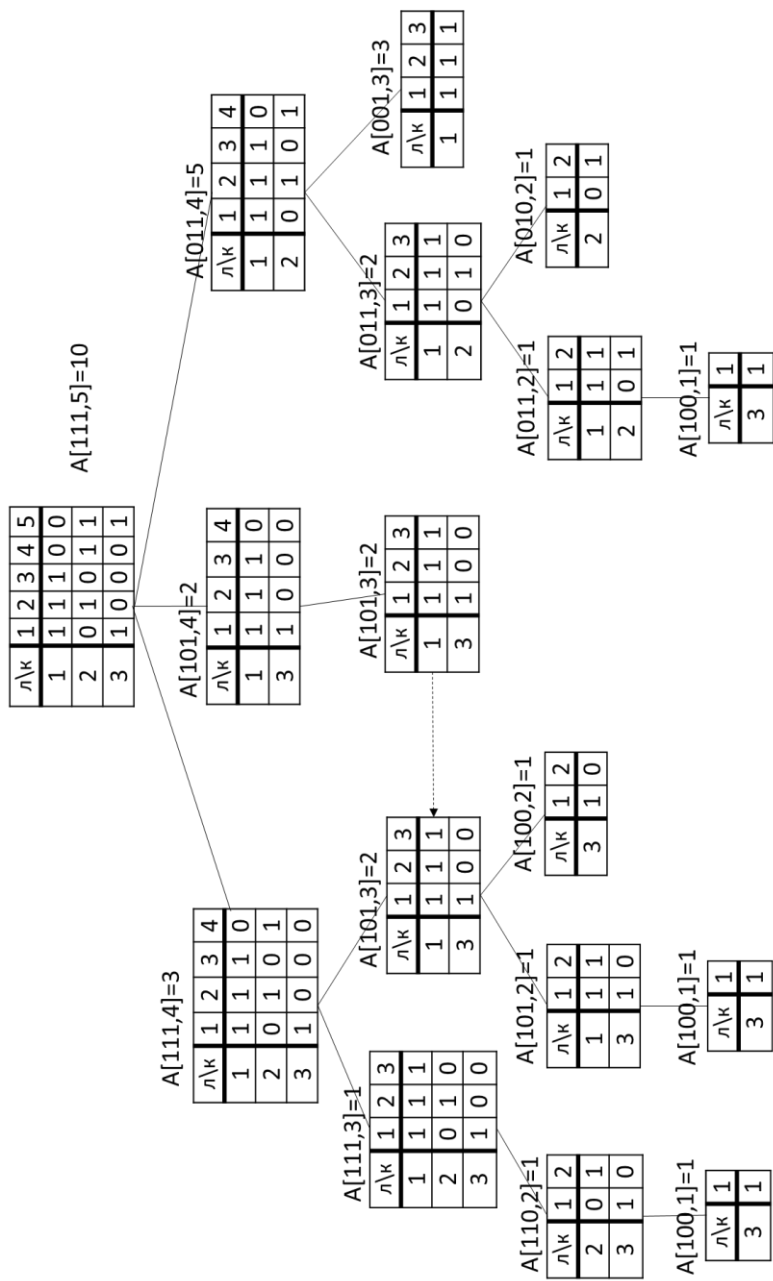 A[111,5]=10
л\к 1 2 3 4 5
1 1 1 1 0 0
2 0 1 0 1 1
3 1 0 0 0 1
A[111,4]=3
л\к 1 2 3 4
1 1 1 1 0
2 0 1 0 1
3 1 0 0 0
A[101,4]=2
л\к 1 2 3 4
1 1 1 1 0
3 1 0 0 0
A[011,4]=5
л\к 1 2 3 4
1 1 1 1 0
2 0 1 0 1
A[111,3]=1
л\к 1 2 3
1 1 1 1
2 0 1 0
3 1 0 0
A[101,3]=2
л\к 1 2 3
1 1 1 1
3 1 0 0
A[101,3]=2
л\к 1 2 3
1 1 1 1
3 1 0 0
A[011,3]=2
л\к 1 2 3
1 1 1 1
2 0 1 0
A[001,3]=3
л\к 1 2 3
1 1 1 1
A[110,2]=1
л\к 1 2
2 0 1
3 1 0
A[101,2]=1
л\к 1 2
1 1 1
3 1 0
A[100,2]=1
л\к 1 2
3 1 0
A[011,2]=1
л\к 1 2
1 1 1
2 0 1
A[010,2]=1
л\к 1 2
2 0 1
A[100,1]=1
л\к 1
3 1
A[100,1]=1
л\к 1
3 1
A[100,1]=1
л\к 1
3 1